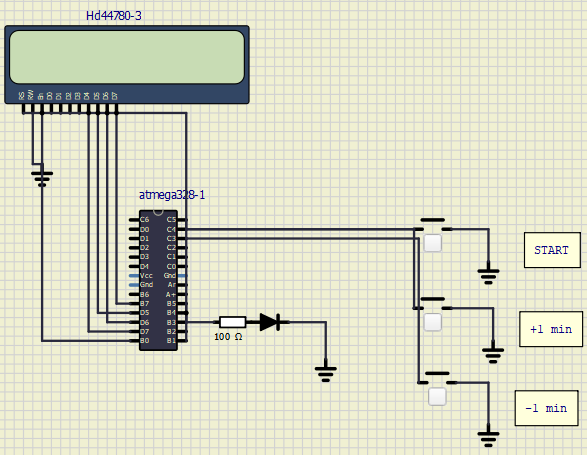 Hd44780-3
RS RW En D0 D1 D2 D3 D4 D5 D6 D7
atmega328-1
C6 C5
D0 C4
D1 C3
D2 C2
D3 C1
D4 C0
Vcc Gnd
Gnd Ar
B6 A+
B7 B5
D5 B4
D6 B3
D7 B2
B0 B1
100 Ω
START
+1 min
-1 min